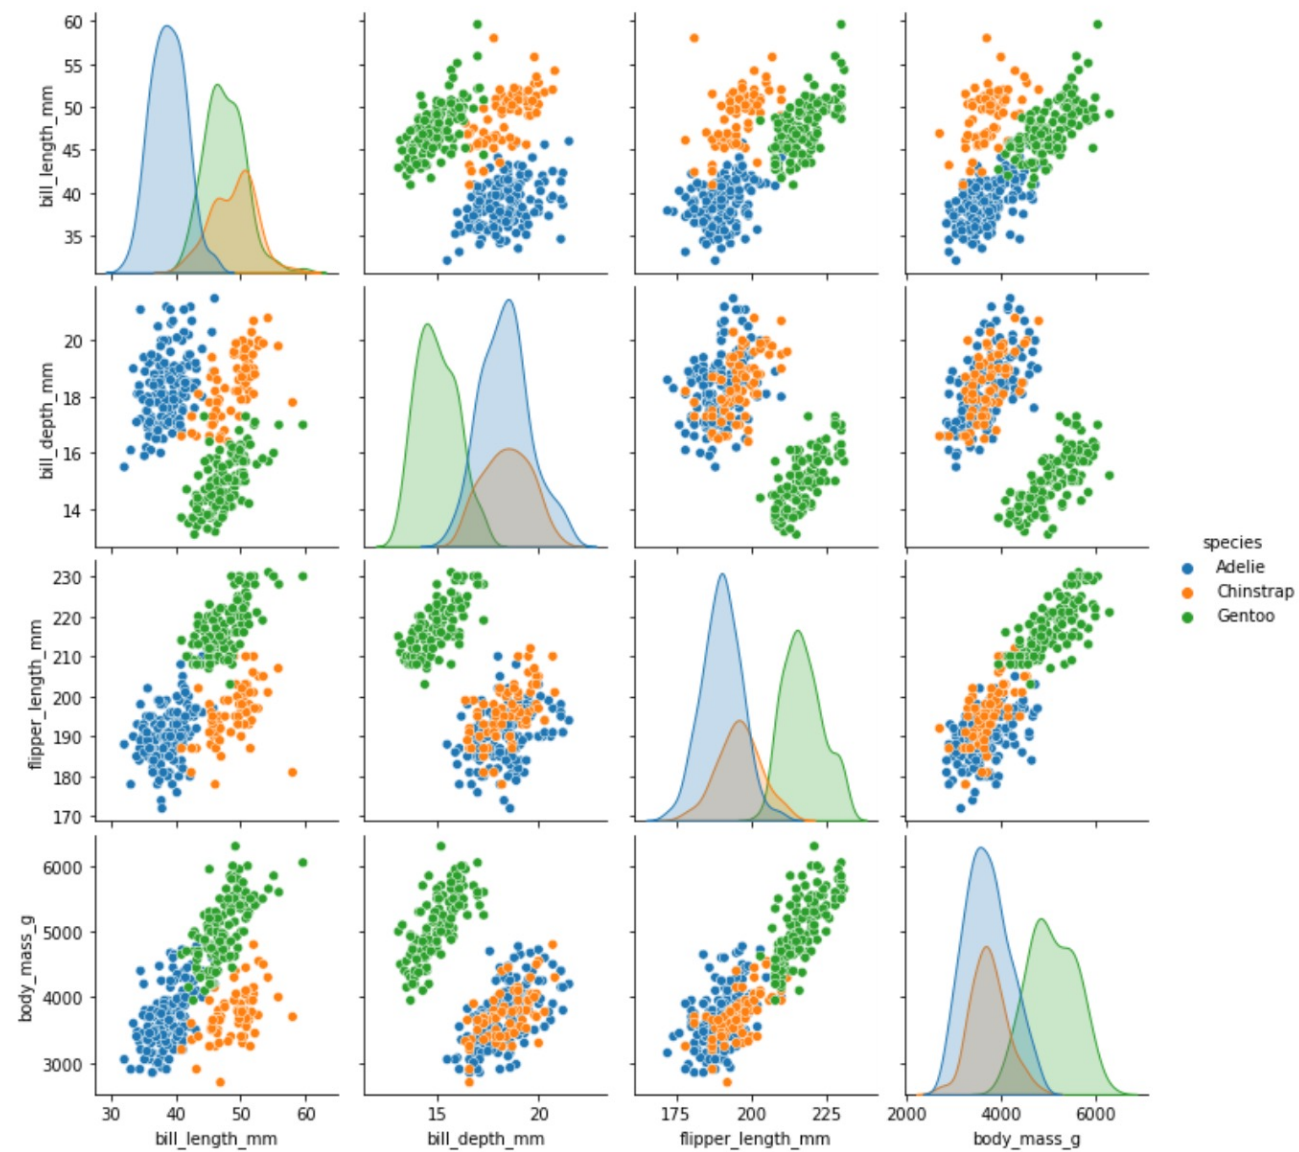 60
55
50
45
40
35
bill_length_mm
20
18
16
14
bill_depth_mm
species
Adelie
Chinstrap
Gentoo
230
220
210
200
190
180
170
flipper_length_mm
6000
5000
4000
3000
body_mass_g
30 40 50 60
15 20
175 200 225
2000 4000 6000
bill_length_mm
bill_depth_mm
flipper_length_mm
body_mass_g